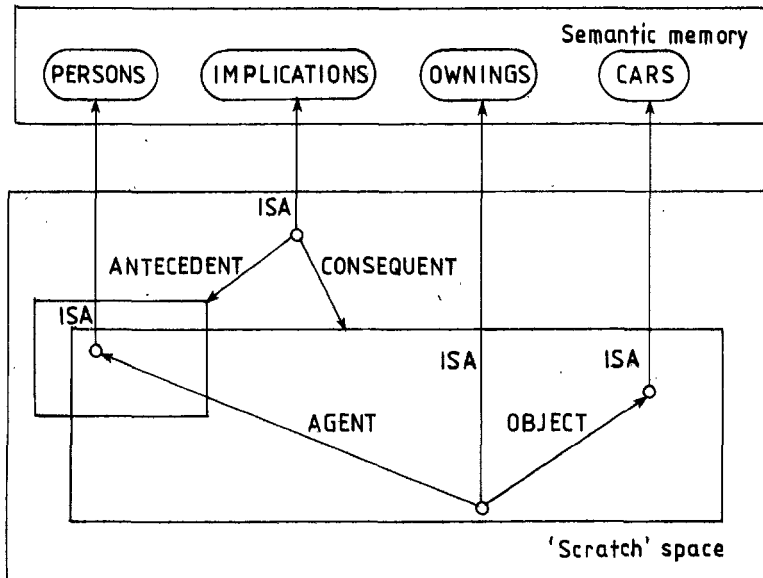 Semantic memory
PERSONS IMPLICATIONS OWNINGS CARS
ISA
ANTECEDENT CONSEQUENT
ISA
ISA ISA
AGENT OBJECT
'Scratch' space